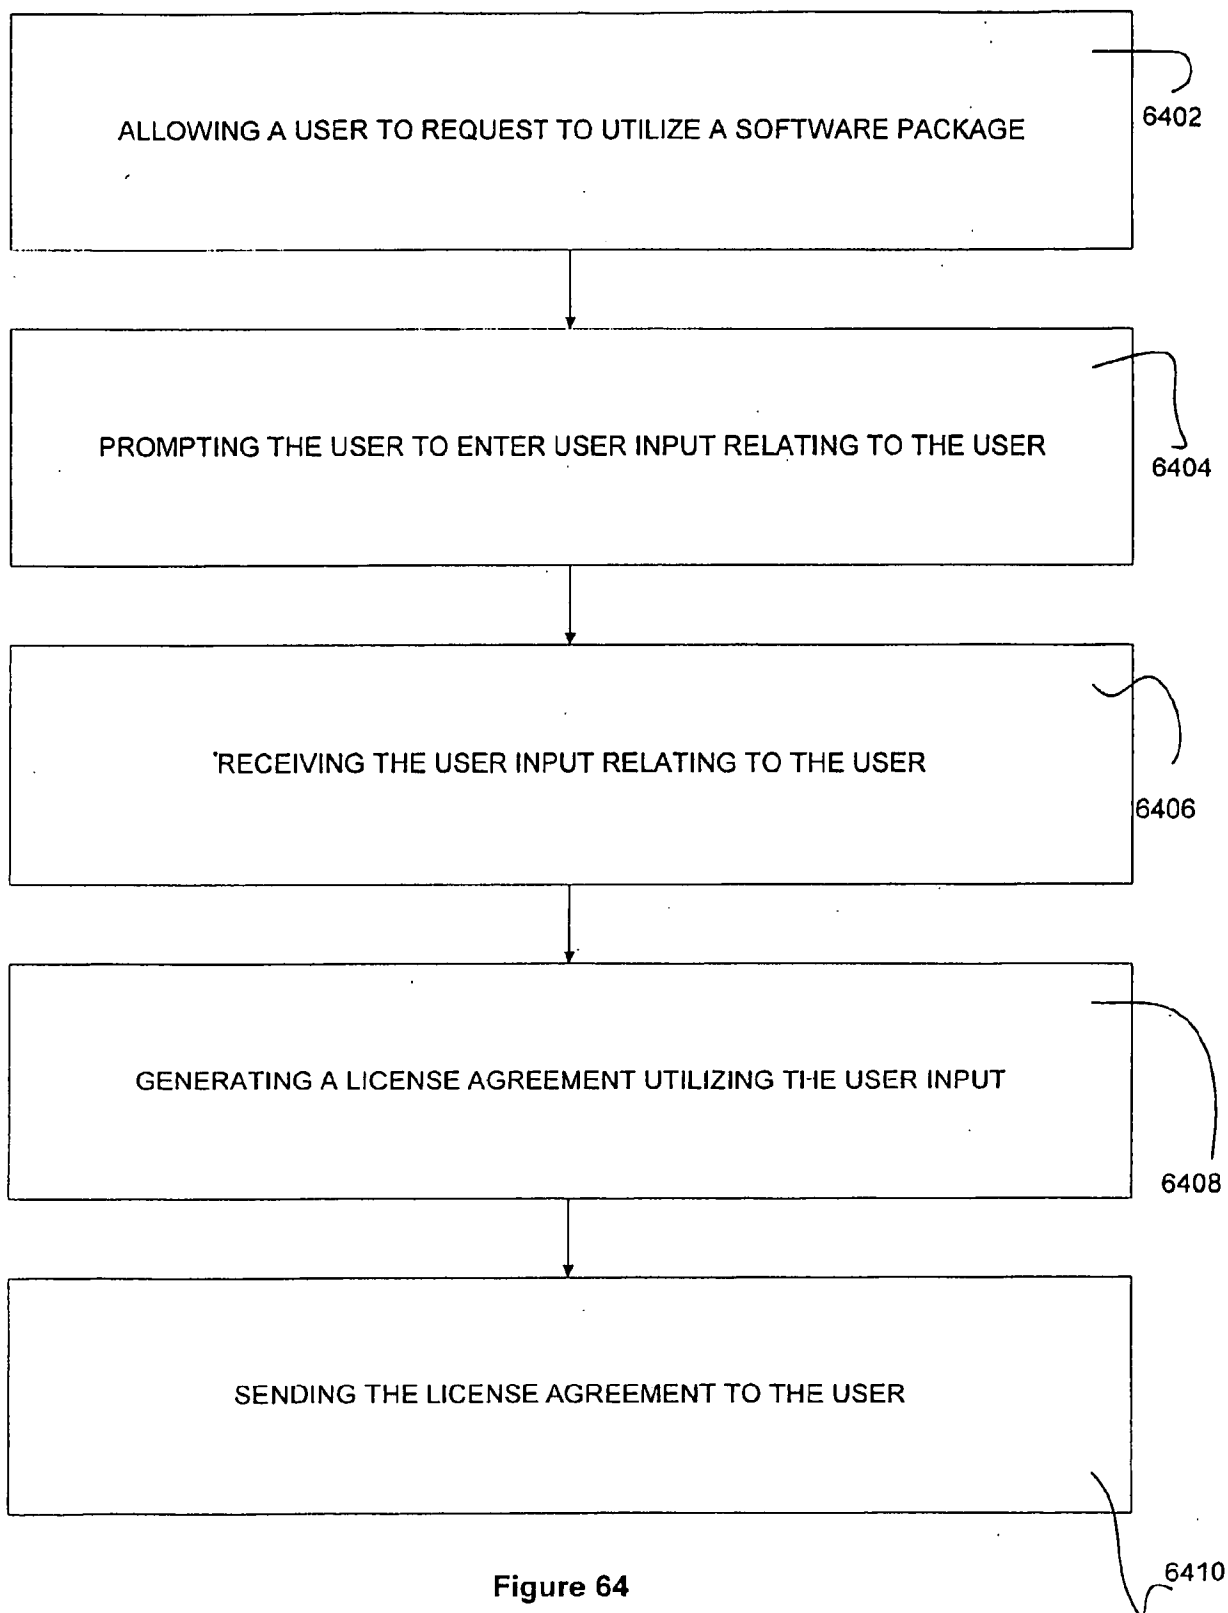 ALLOWING A USER TO REQUEST TO UTILIZE A SOFTWARE PACKAGE
6402
PROMPTING THE USER TO ENTER USER INPUT RELATING TO THE USER
6404
RECEIVING THE USER INPUT RELATING TO THE USER
6406
GENERATING A LICENSE AGREEMENT UTILIZING THE USER INPUT
6408
SENDING THE LICENSE AGREEMENT TO THE USER
6410
Figure 64